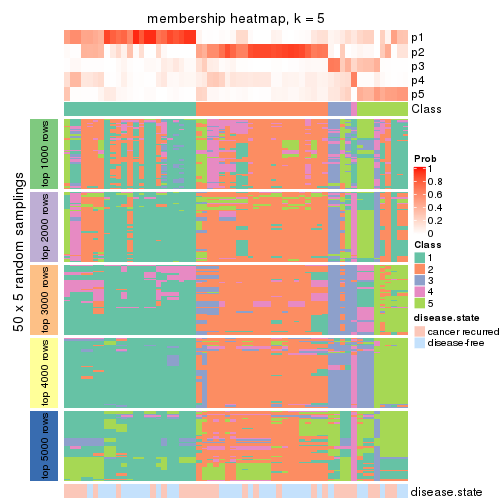 membership heatmap, k = 5
p1
p2
p3
p4
p5
Class
50 x 5 random samplings
top 1000 rows
top 2000 rows
top 3000 rows
top 4000 rows
top 5000 rows
disease.state
Prob
1
0.8
0.6
0.4
0.2
0
Class
1
2
3
4
5
disease.state
cancer recurred
disease-free